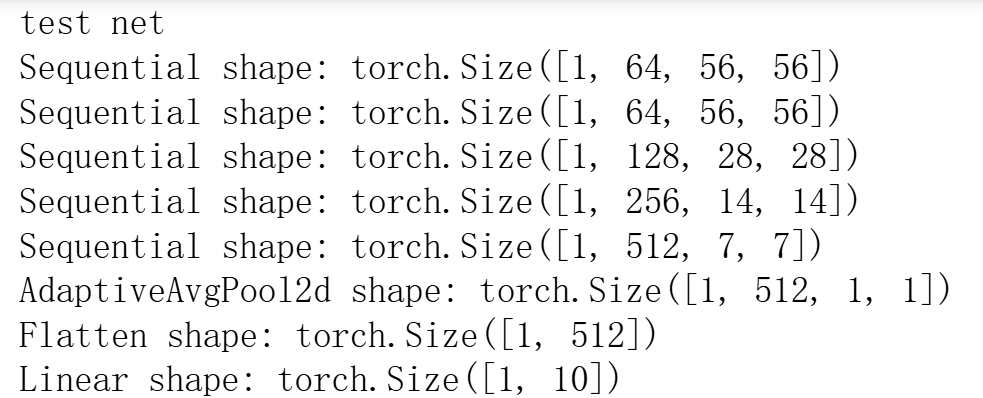 test net
Sequential shape: torch.Size([1, 64, 56, 56])
Sequential shape: torch.Size([1, 64, 56, 56])
Sequential shape: torch.Size([1, 128, 28, 28])
Sequential shape: torch.Size([1, 256, 14, 14])
Sequential shape: torch.Size([1, 512, 7, 7])
AdaptiveAvgPool2d shape: torch.Size([1, 512, 1, 1])
Flatten shape: torch.Size([1, 512])
Linear shape: torch.Size([1, 10])